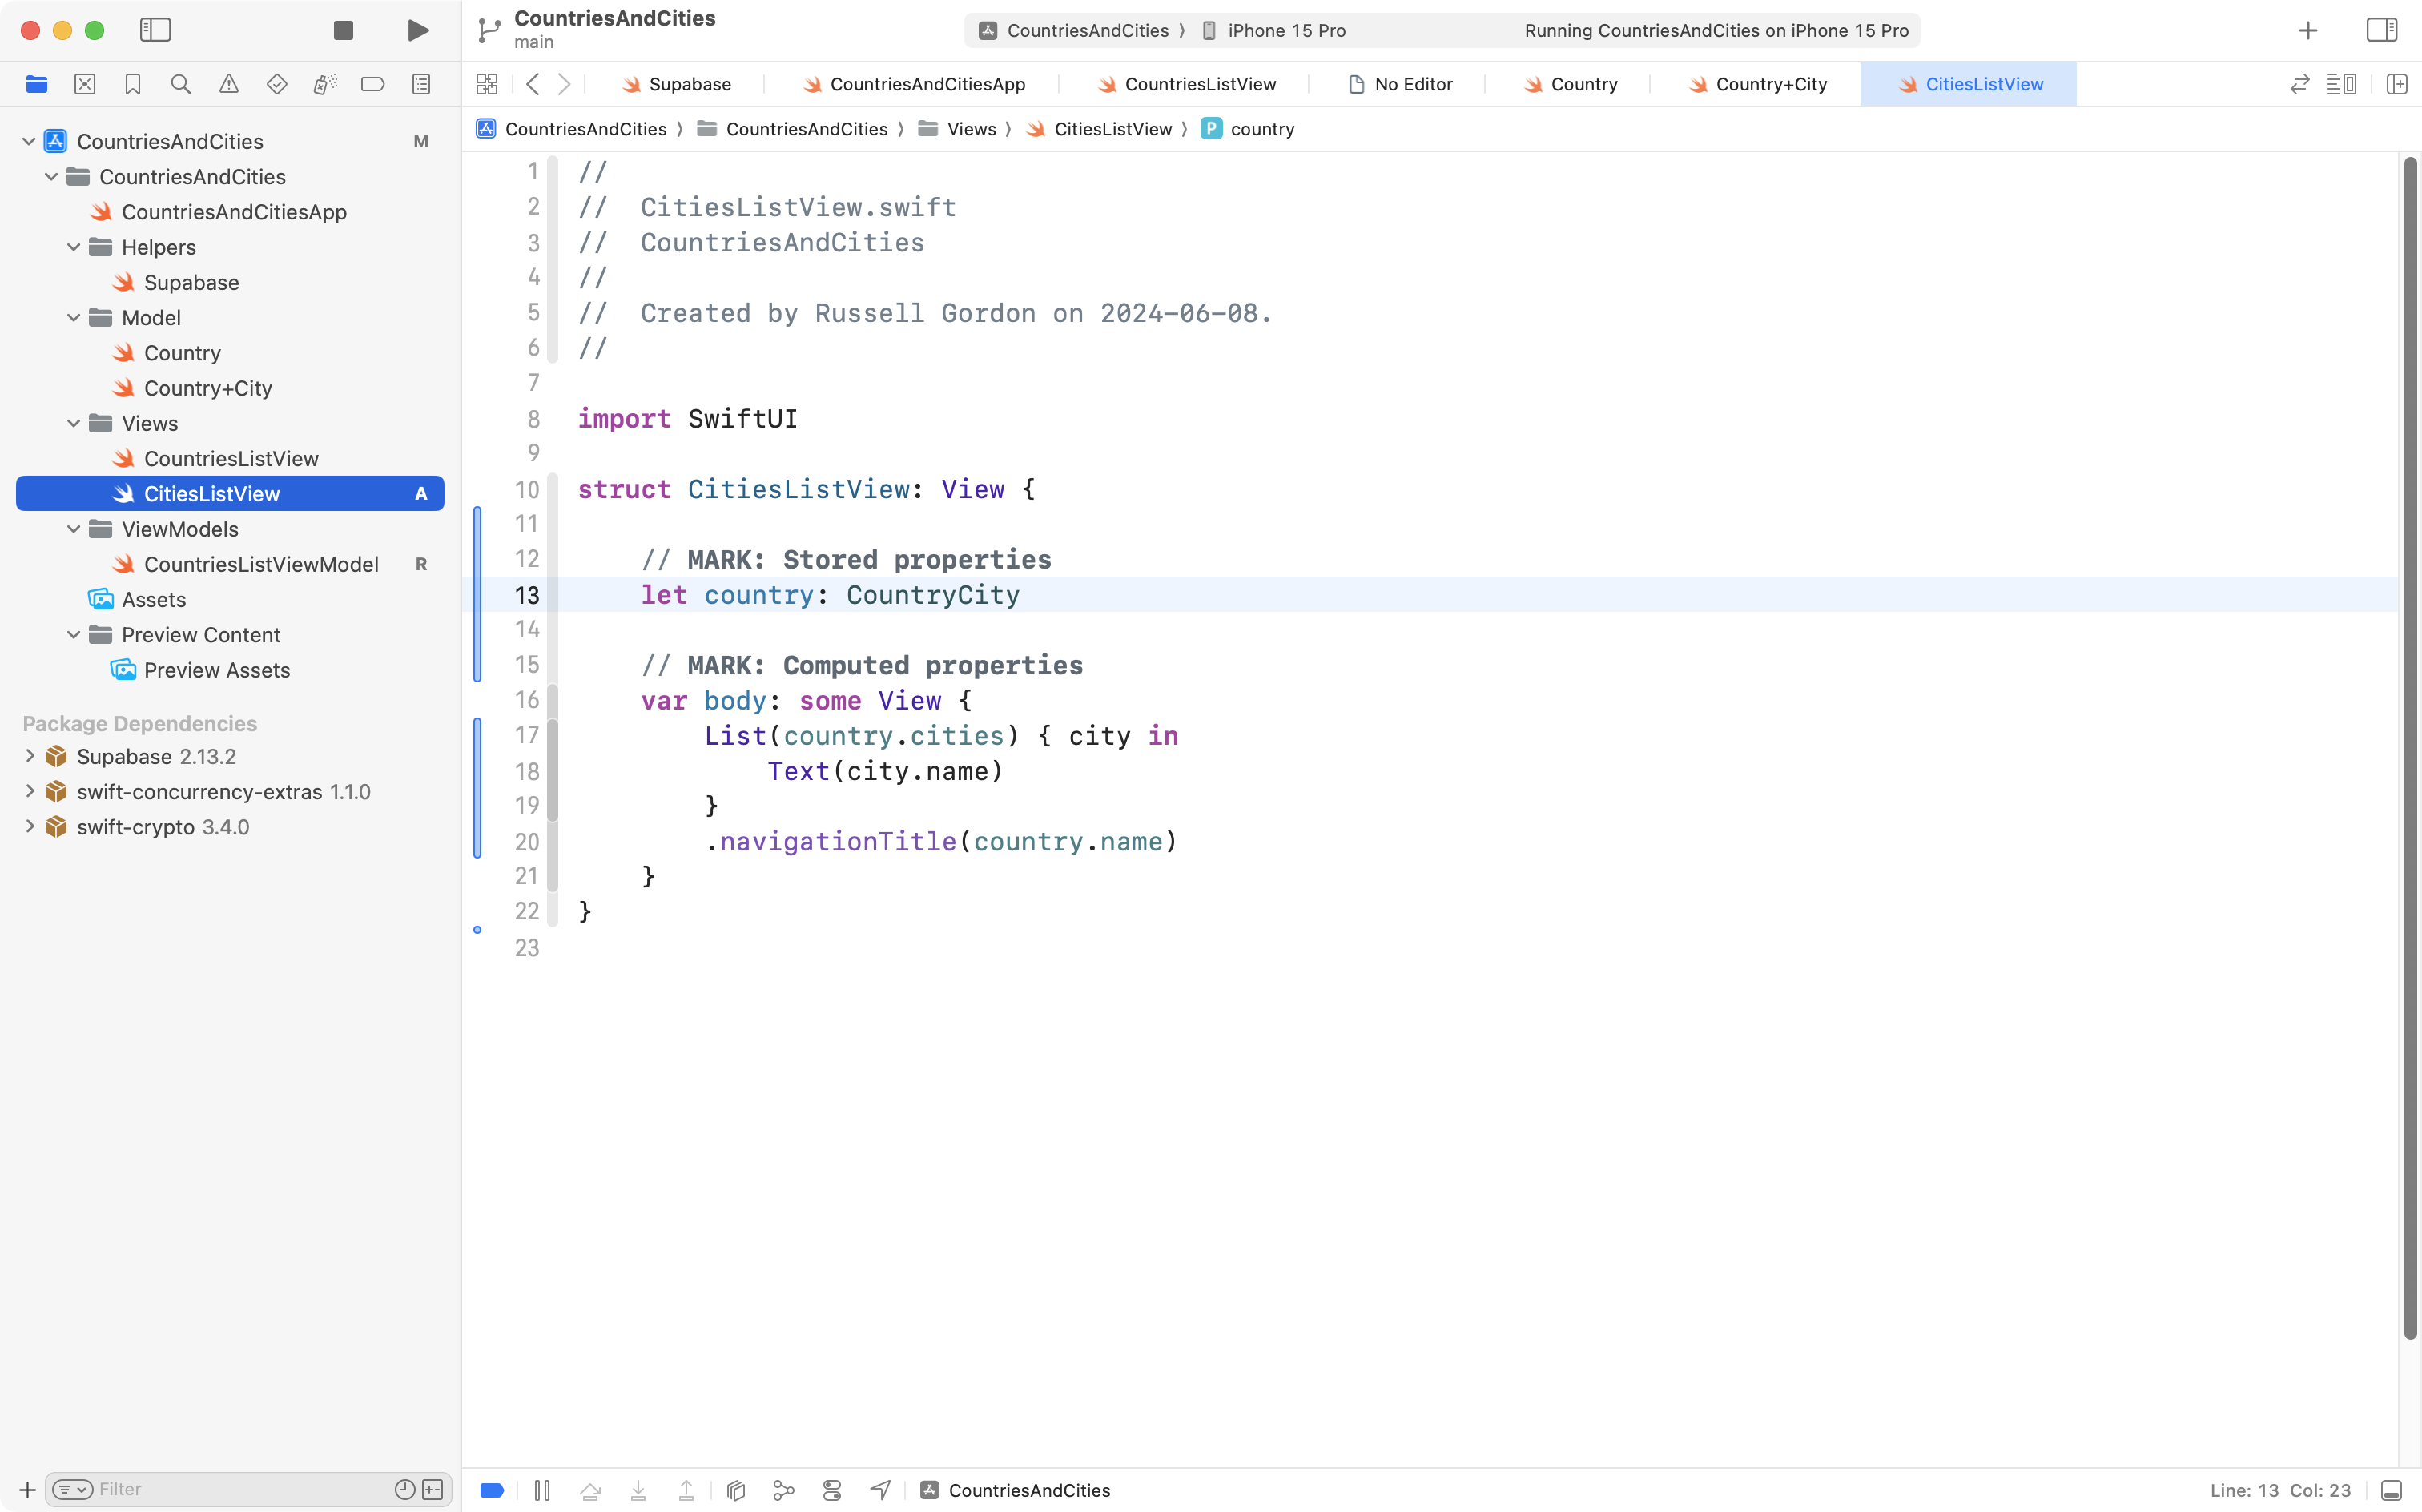 CountriesAndCities
main
CountriesAndCities ⟩ iPhone 15 Pro
Running CountriesAndCities on iPhone 15 Pro
Supabase
CountriesAndCitiesApp
CountriesListView
No Editor
Country
Country+City
CitiesListView
CountriesAndCities ⟩ CountriesAndCities ⟩ Views ⟩ CitiesListView ⟩ P country
CountriesAndCities M
CountriesAndCities
CountriesAndCitiesApp
Helpers
Supabase
Model
Country
Country+City
Views
CountriesListView
CitiesListView A
ViewModels
CountriesListViewModel R
Assets
Preview Content
Preview Assets
Package Dependencies
Supabase 2.13.2
swift-concurrency-extras 1.1.0
swift-crypto 3.4.0
Filter
1 //
2 //  CitiesListView.swift
3 //  CountriesAndCities
4 //
5 //  Created by Russell Gordon on 2024-06-08.
6 //
7
8 import SwiftUI
9
10 struct CitiesListView: View {
11
12     // MARK: Stored properties
13     let country: CountryCity
14
15     // MARK: Computed properties
16     var body: some View {
17         List(country.cities) { city in
18             Text(city.name)
19         }
20         .navigationTitle(country.name)
21     }
22 }
23
CountriesAndCities
Line: 13 Col: 23